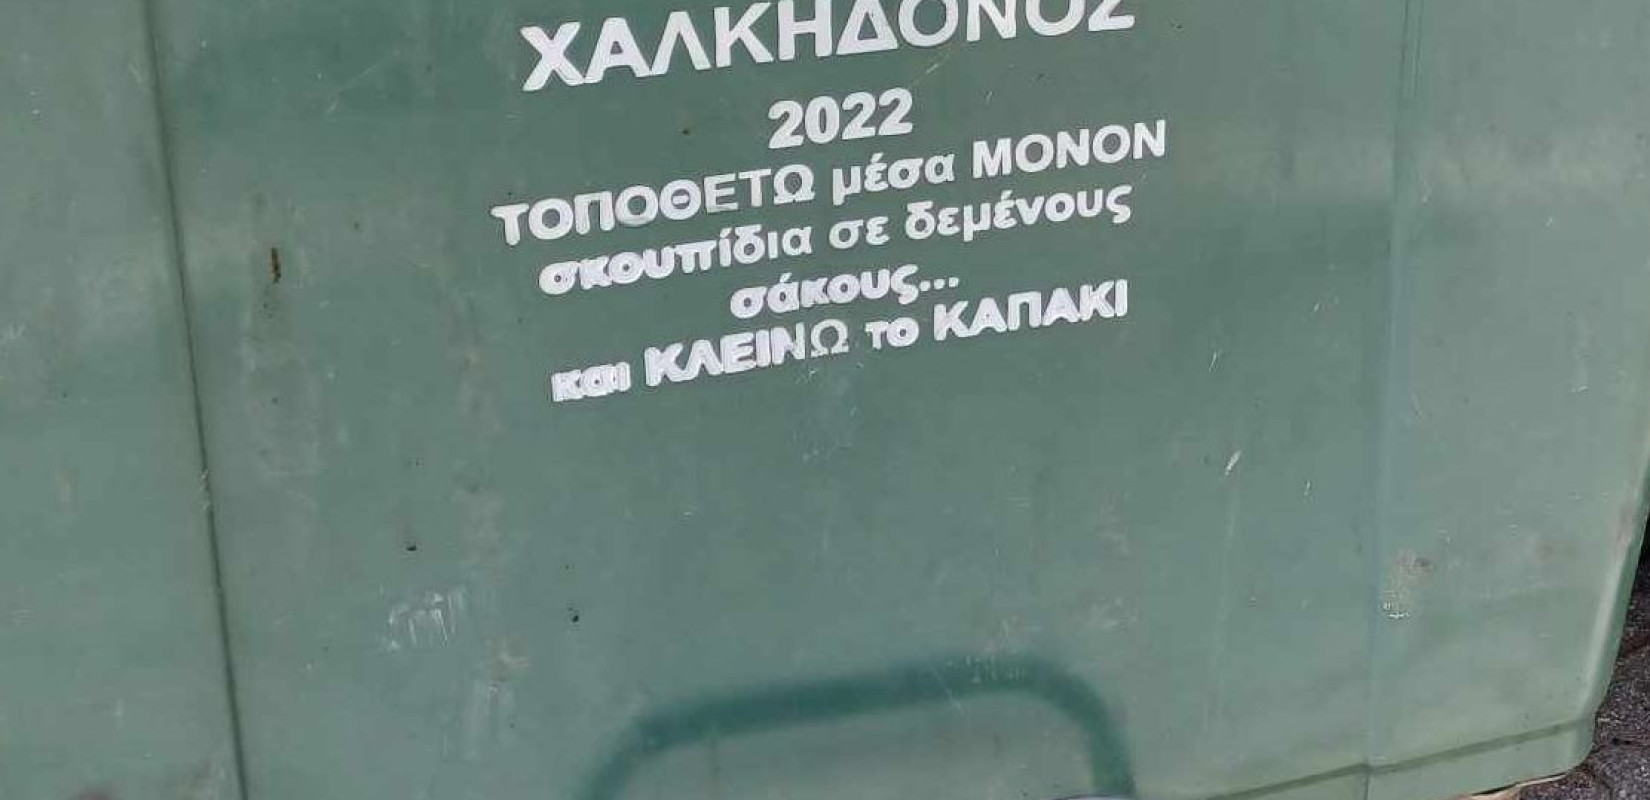 ΧΑΛΚΗΔΟΝΟΣ
2022
ΤΟΠΟΘΕΤΩ μέσα ΜΟΝΟΝ
σκουπίδια σε δεμένους
σάκους...
και ΚΛΕΙΝΩ το ΚΑΠΑΚΙ